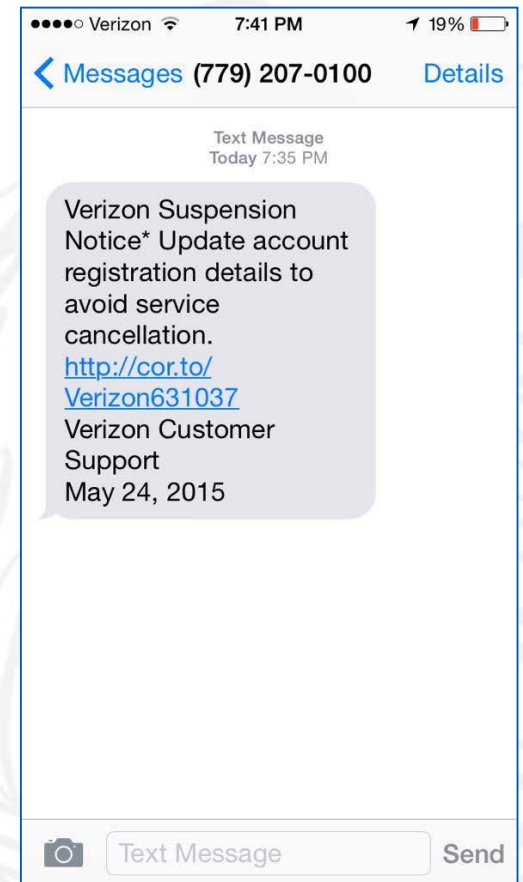 Verizon 7:41 PM 19%
Messages (779) 207-0100 Details
Text Message
Today 7:35 PM
Verizon Suspension
Notice* Update account
registration details to
avoid service
cancellation.
http://cor.to/
Verizon631037
Verizon Customer
Support
May 24, 2015
Text Message Send